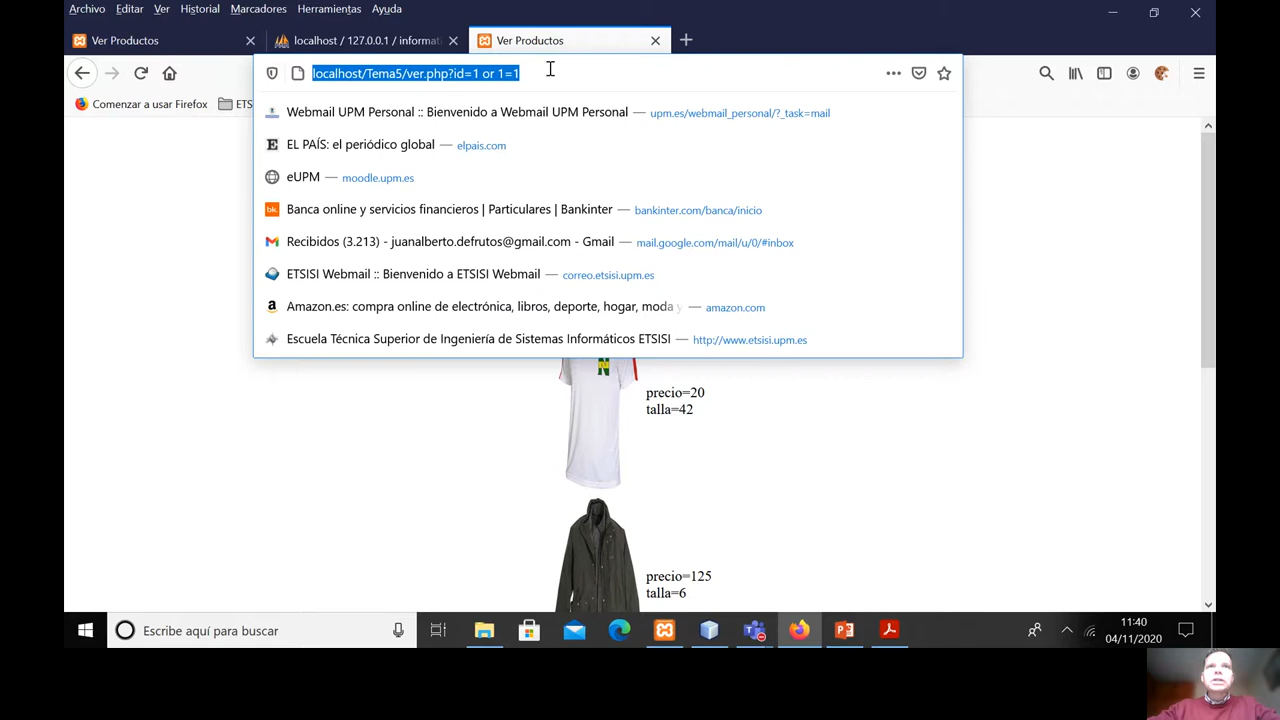 Archivo Editar Ver Historial Marcadores Herramientas Ayuda
Ver Productos localhost / 127.0.0.1 / informati Ver Productos
localhost/Tema5/ver.php?id=1 or 1=1
Comenzar a usar Firefox ETS
Webmail UPM Personal :: Bienvenido a Webmail UPM Personal — upm.es/webmail_personal/?_task=mail
E EL PAÍS: el periódico global — elpais.com
eUPM — moodle.upm.es
bk. Banca online y servicios financieros | Particulares | Bankinter — bankinter.com/banca/inicio
Recibidos (3.213) - juanalberto.defrutos@gmail.com - Gmail — mail.google.com/mail/u/0/#inbox
ETSISI Webmail :: Bienvenido a ETSISI Webmail — correo.etsisi.upm.es
a Amazon.es: compra online de electrónica, libros, deporte, hogar, moda y — amazon.com
Escuela Técnica Superior de Ingeniería de Sistemas Informáticos ETSISI — http://www.etsisi.upm.es
N
precio=20
talla=42
precio=125
talla=6
Escribe aquí para buscar
11:40
04/11/2020